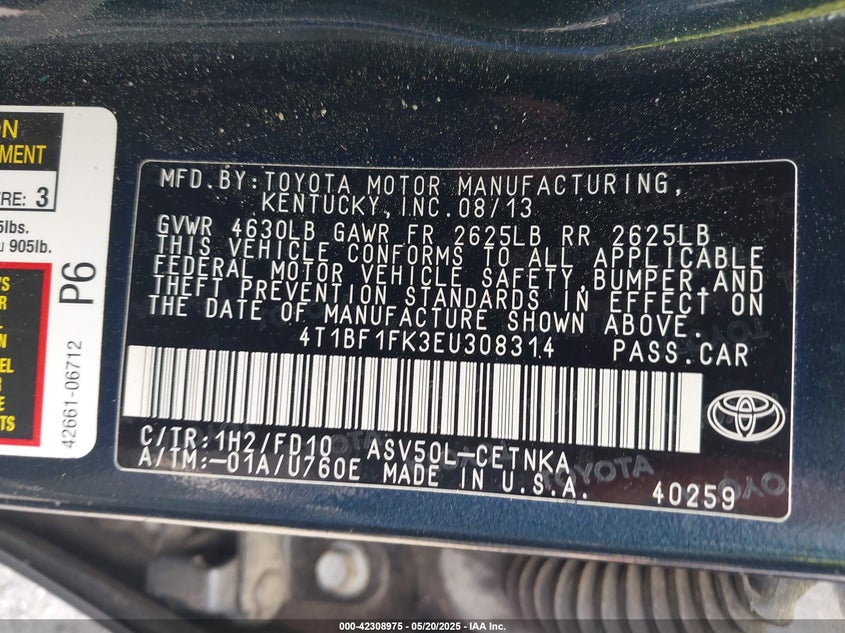 ON
MENT
RE: 3
5lbs.
905lb.
P6
42661-06712
MFD.BY:TOYOTA MOTOR MANUFACTURING,
KENTUCKY,INC.08/13
GVWR 4630LB GAWR FR 2625LB RR 2625LB
THIS VEHICLE CONFORMS TO ALL APPLICABLE
FEDERAL MOTOR VEHICLE SAFETY,BUMPER,AND
THEFT PREVENTION STANDARDS IN EFFECT ON
THE DATE OF MANUFACTURE SHOWN ABOVE.
4T1BF1FK3EU308314 PASS.CAR
C/TR:1H2/FD10 ASV50L-CETNKA
A/TM:-01A/U760E MADE IN U.S.A. 40259
TOYOTA
000-42308975 - 05/20/2025 - IAA Inc.